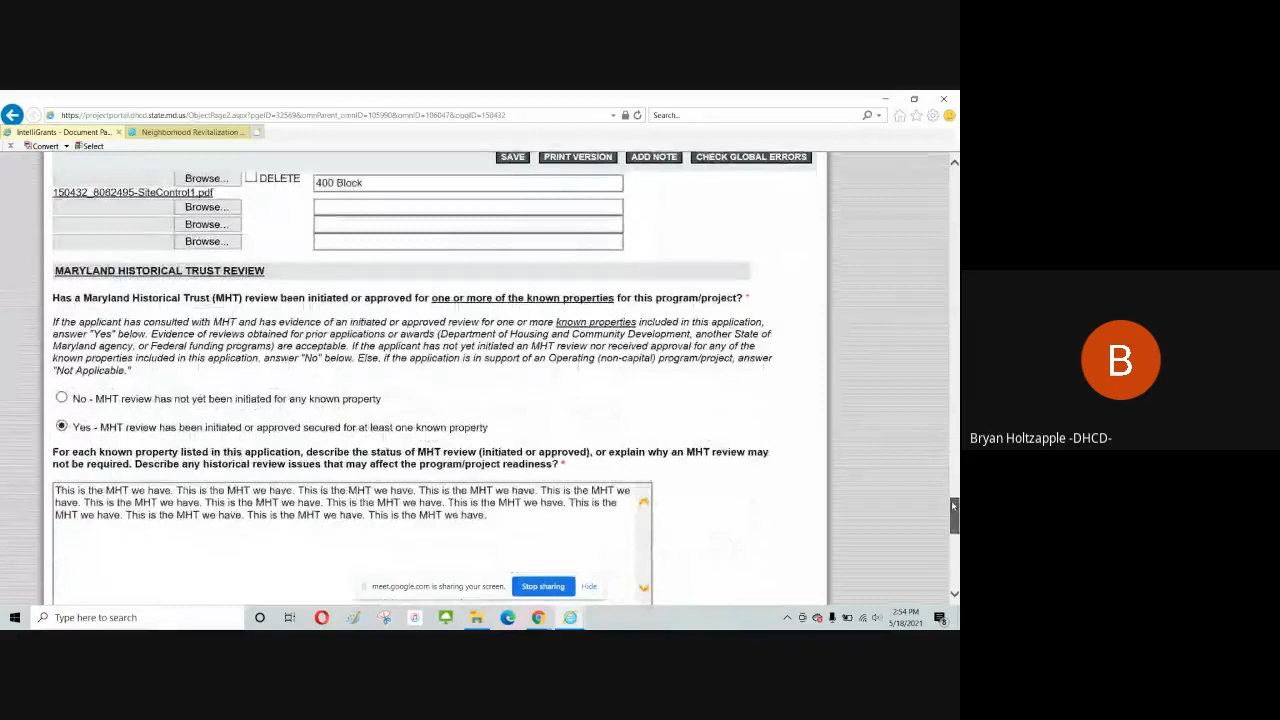 https://projectportal.dhcd.state.md.us/ObjectPage2.aspx?pgeID=32569&omnParent_omnID=105990&omnID=106047&cipgID=150432
Search...
IntelliGrants - Document Pa...
Neighborhood Revitalization ...
Convert
Select
SAVE
PRINT VERSION
ADD NOTE
CHECK GLOBAL ERRORS
Browse...
DELETE
400 Block
150432_8062495-SiteControl1.pdf
Browse...
Browse...
Browse...
MARYLAND HISTORICAL TRUST REVIEW
Has a Maryland Historical Trust (MHT) review been initiated or approved for one or more of the known properties for this program/project? *
If the applicant has consulted with MHT and has evidence of an initiated or approved review for one or more known properties included in this application,
answer "Yes" below. Evidence of reviews obtained for prior applications or awards (Department of Housing and Community Development, another State of
Maryland agency, or Federal funding programs) are acceptable. If the applicant has not yet initiated an MHT review nor received approval for any of the
known properties included in this application, answer "No" below. Else, if the application is in support of an Operating (non-capital) program/project, answer
"Not Applicable."
No - MHT review has not yet been initiated for any known property
Yes - MHT review has been initiated or approved secured for at least one known property
For each known property listed in this application, describe the status of MHT review (initiated or approved), or explain why an MHT review may
not be required. Describe any historical review issues that may affect the program/project readiness? *
This is the MHT we have. This is the MHT we have. This is the MHT we have. This is the MHT we have. This is the MHT we
have. This is the MHT we have. This is the MHT we have. This is the MHT we have. This is the MHT we have. This is the
MHT we have. This is the MHT we have. This is the MHT we have. This is the MHT we have.
meet.google.com is sharing your screen.
Stop sharing
Hide
Type here to search
2:54 PM
5/18/2021
B
Bryan Holtzapple -DHCD-